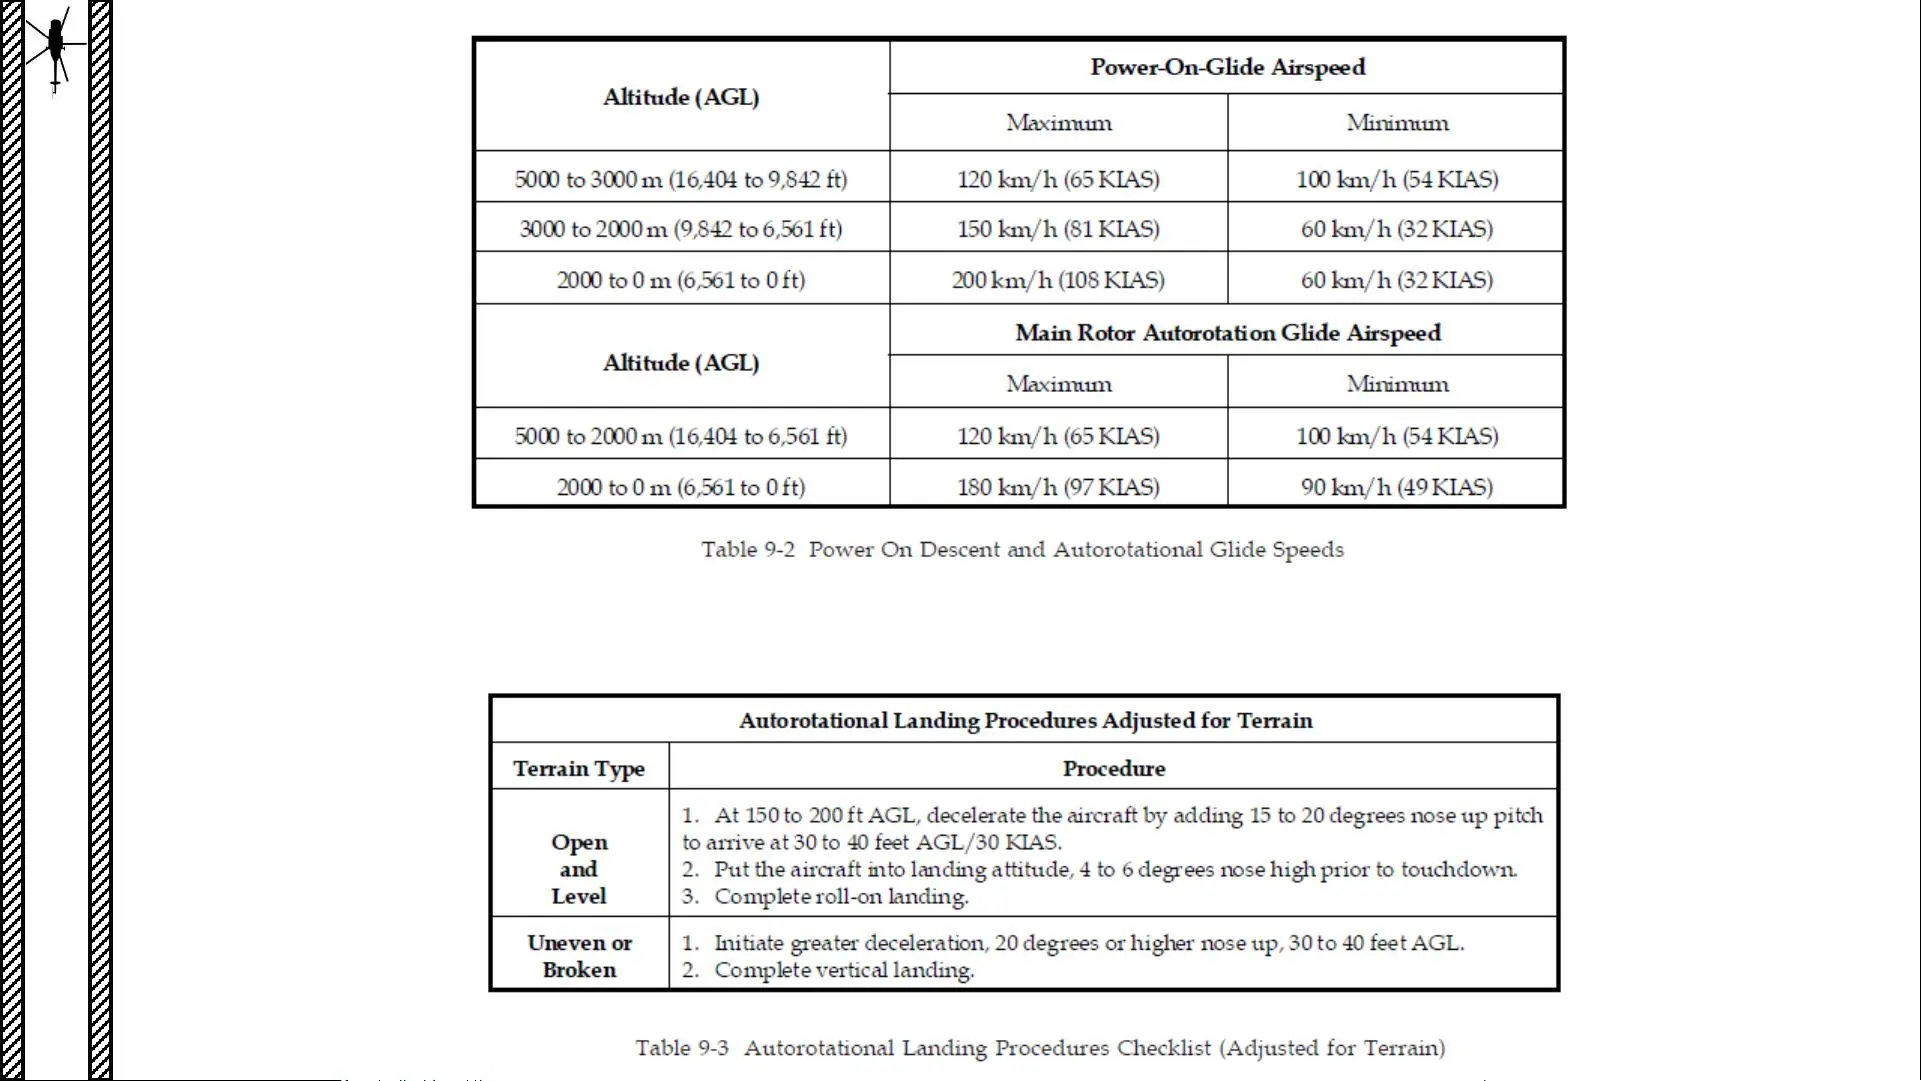 Altitude (AGL)
Power-On-Glide Airspeed
Maximum
Minimum
5000 to 3000 m (16,404 to 9,842 ft)
120 km/h (65 KIAS)
100 km/h (54 KIAS)
3000 to 2000 m (9,842 to 6,561 ft)
150 km/h (81 KIAS)
60 km/h (32 KIAS)
2000 to 0 m (6,561 to 0 ft)
200 km/h (108 KIAS)
60 km/h (32 KIAS)
Altitude (AGL)
Main Rotor Autorotation Glide Airspeed
Maximum
Minimum
5000 to 2000 m (16,404 to 6,561 ft)
120 km/h (65 KIAS)
100 km/h (54 KIAS)
2000 to 0 m (6,561 to 0 ft)
180 km/h (97 KIAS)
90 km/h (49 KIAS)
Table 9-2 Power On Descent and Autorotational Glide Speeds
Autorotational Landing Procedures Adjusted for Terrain
Terrain Type
Procedure
Open
and
Level
1. At 150 to 200 ft AGL, decelerate the aircraft by adding 15 to 20 degrees nose up pitch
to arrive at 30 to 40 feet AGL/30 KIAS.
2. Put the aircraft into landing attitude, 4 to 6 degrees nose high prior to touchdown.
3. Complete roll-on landing.
Uneven or
Broken
1. Initiate greater deceleration, 20 degrees or higher nose up, 30 to 40 feet AGL.
2. Complete vertical landing.
Table 9-3 Autorotational Landing Procedures Checklist (Adjusted for Terrain)